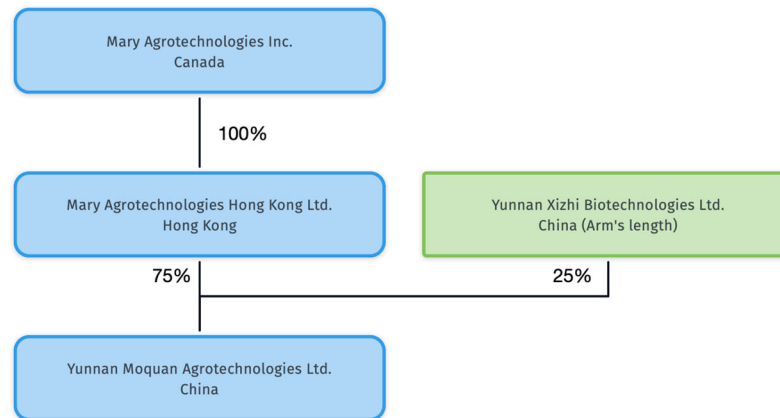 Mary Agrotechnologies Inc.
Canada
100%
Mary Agrotechnologies Hong Kong Ltd.
Hong Kong
Yunnan Xizhi Biotechnologies Ltd.
China (Arm's length)
75%
25%
Yunnan Moquan Agrotechnologies Ltd.
China